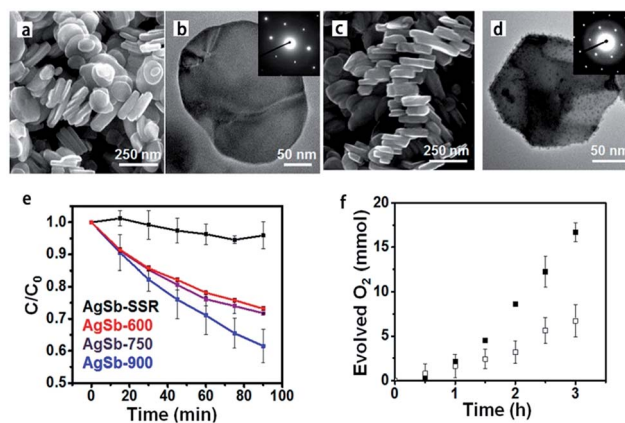 a
b
c
d
250 nm
50 nm
250 nm
50 nm
e
f
C/C0
1.0
0.9
0.8
0.7
0.6
0.5
AgSb-SSR
AgSb-600
AgSb-750
AgSb-900
0
20
40
60
80
100
Time (min)
Evolved O2 (mmol)
20
15
10
5
0
0
1
2
3
Time (h)